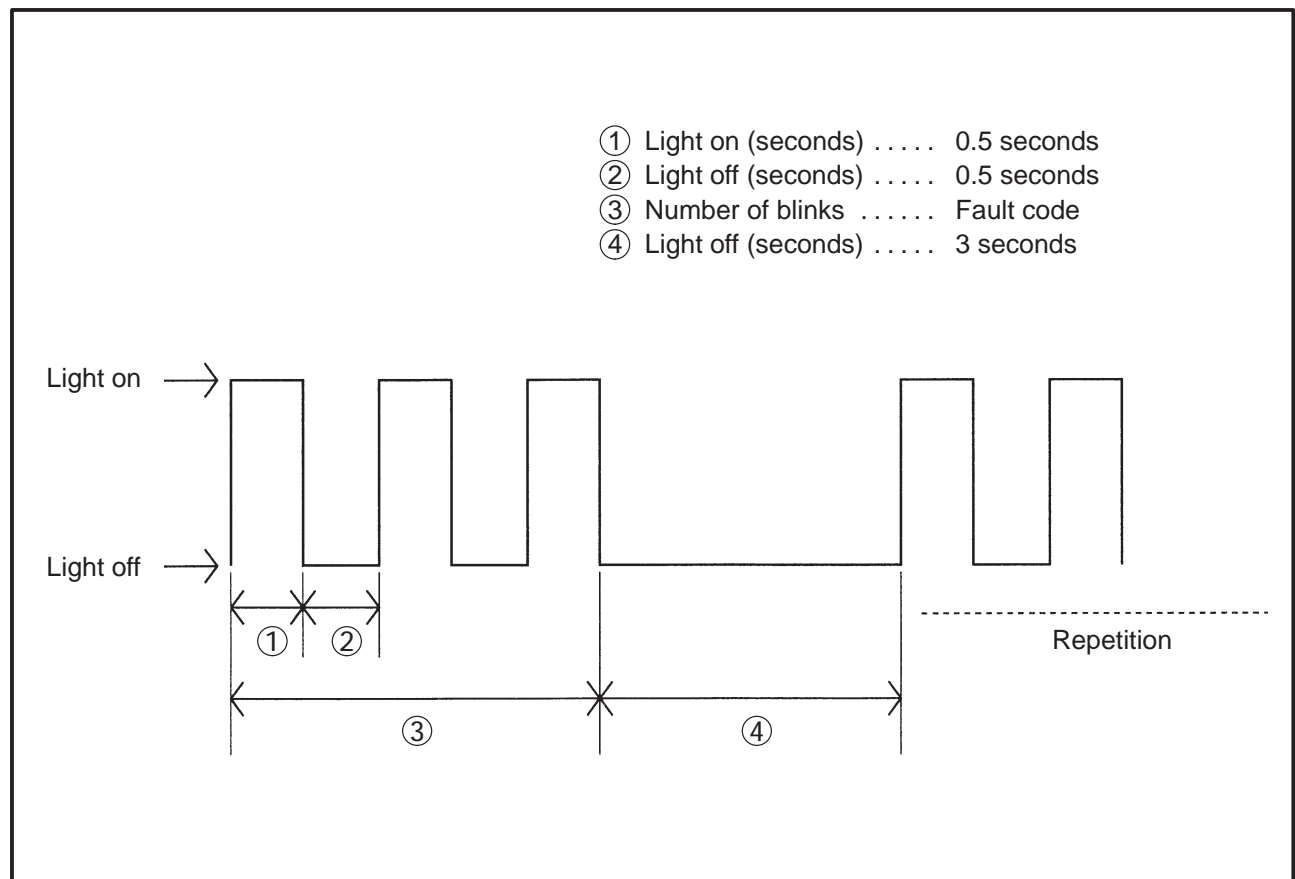 ① Light on (seconds) ..... 0.5 seconds
② Light off (seconds) ..... 0.5 seconds
③ Number of blinks ...... Fault code
④ Light off (seconds) ..... 3 seconds
Light on
Light off
① ②
Repetition
③ ④